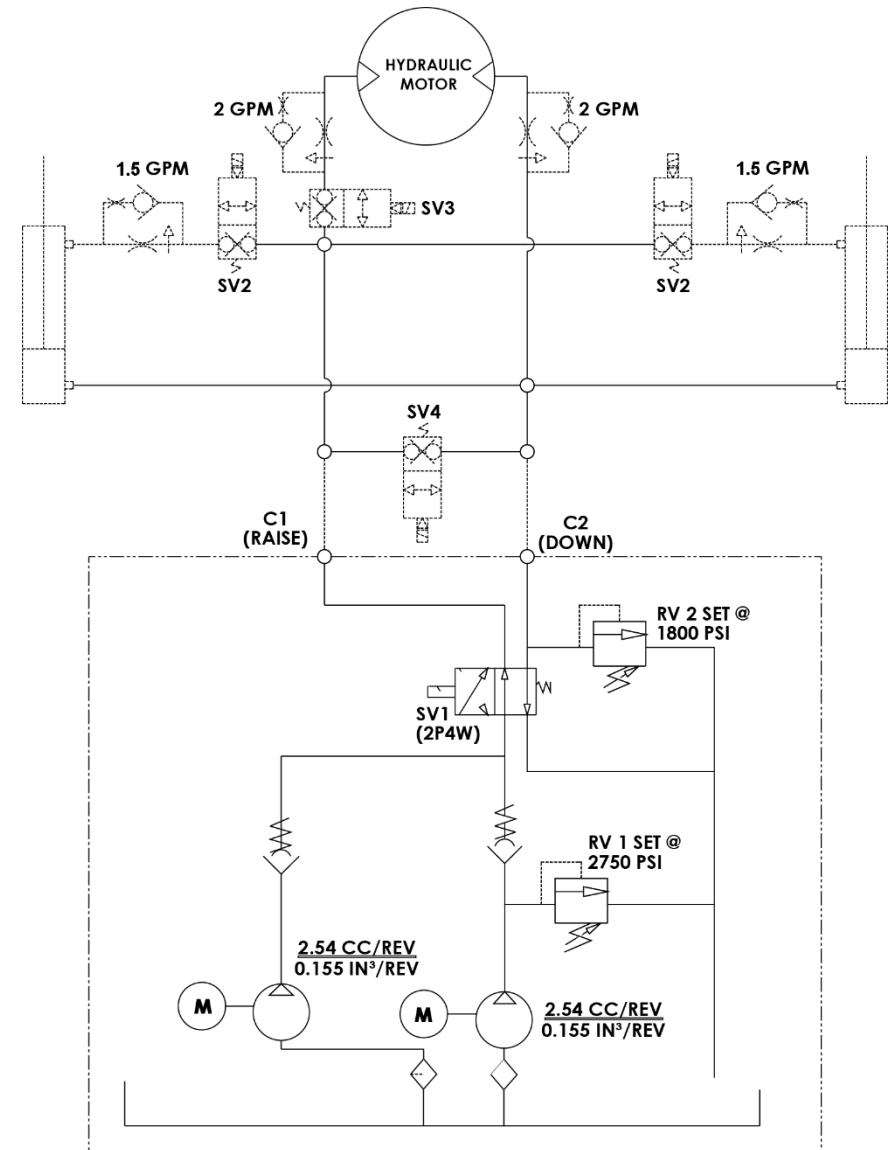 HYDRAULIC
MOTOR
2 GPM
2 GPM
1.5 GPM
1.5 GPM
SV3
SV2
SV2
SV4
C1
(RAISE)
C2
(DOWN)
RV 2 SET @
1800 PSI
SV1
(2P4W)
RV 1 SET @
2750 PSI
2.54 CC/REV
0.155 IN³/REV
M
M
2.54 CC/REV
0.155 IN³/REV